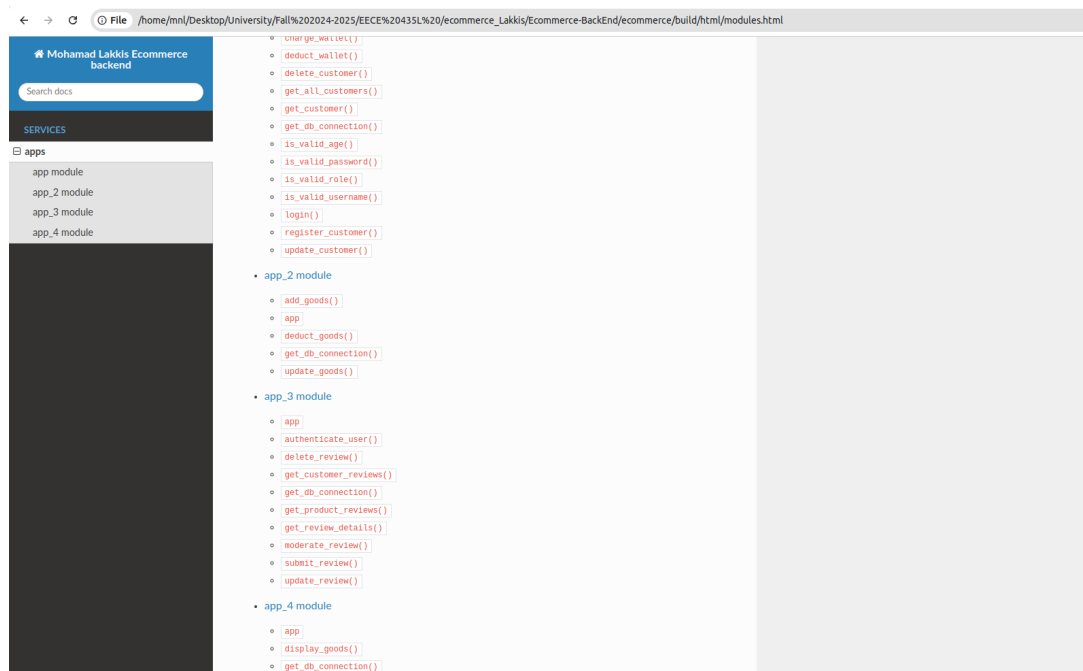 File /home/mnl/Desktop/University/Fall%202024-2025/EECE%20435L%20/ecommerce_Lakkis/Ecommerce-BackEnd/ecommerce/build/html/modules.html
Mohamad Lakkis Ecommerce
backend
Search docs
SERVICES
apps
app module
app_2 module
app_3 module
app_4 module
charge_wallet()
deduct_wallet()
delete_customer()
get_all_customers()
get_customer()
get_db_connection()
is_valid_age()
is_valid_password()
is_valid_role()
is_valid_username()
login()
register_customer()
update_customer()
app_2 module
add_goods()
app
deduct_goods()
get_db_connection()
update_goods()
app_3 module
app
authenticate_user()
delete_review()
get_customer_reviews()
get_db_connection()
get_product_reviews()
get_review_details()
moderate_review()
submit_review()
update_review()
app_4 module
app
display_goods()
get_db_connection()